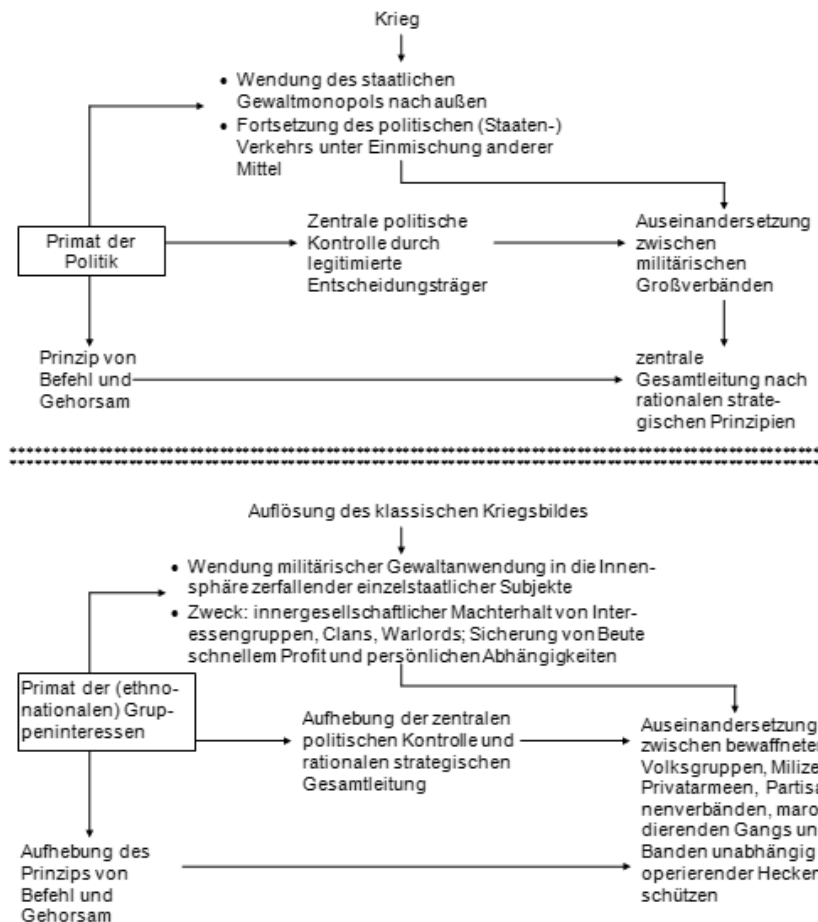 Krieg
• Wendung des staatlichen
Gewaltmonopols nach außen
• Fortsetzung des politischen (Staaten-)
Verkehrs unter Einmischung anderer
Mittel
Primat der
Politik
Zentrale politische
Kontrolle durch
legitimierte
Entscheidungsträger
Auseinandersetzung
zwischen
militärischen
Großverbänden
Prinzip von
Befehl und
Gehorsam
zentrale
Gesamtleitung nach
rationalen strate-
gischen Prinzipien
Auflösung des klassischen Kriegsbildes
• Wendung militärischer Gewaltanwendung in die Innen-
sphäre zerfallender einzelstaatlicher Subjekte
• Zweck: innergesellschaftlicher Machterhalt von Inter-
essengruppen, Clans, Warlords; Sicherung von Beute
schnellem Profit und persönlichen Abhängigkeiten
Primat der (ethno-
nationalen) Grup-
peninteressen
Aufhebung der zentralen
politischen Kontrolle und
rationalen strategischen
Gesamtleitung
Auseinandersetzung
zwischen bewaffnete
Volksgruppen, Milize
Privatarmeen, Partisa
nenverbänden, maro
dierenden Gangs un
Banden unabhängig
operierender Hecken
schützen
Aufhebung des
Prinzips von
Befehl und
Gehorsam